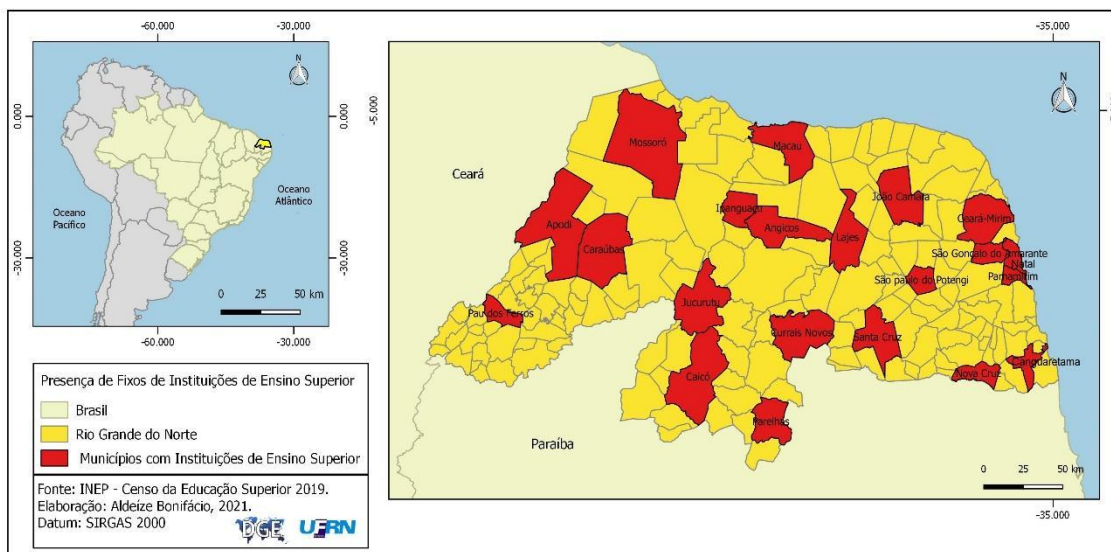 -60.000
-30.000
0.000
-30.000
0.000
-30.000
-60.000
-30.000
N
Oceano
Pacífico
Oceano
Atlântico
0 25 50 km
Presença de Fixos de Instituições de Ensino Superior
Brasil
Rio Grande do Norte
Municípios com Instituições de Ensino Superior
Fonte: INEP - Censo da Educação Superior 2019.
Elaboração: Aldeíze Bonifácio, 2021.
Datum: SIRGAS 2000
DGE UFRN
-35.000
-5.000
N
Ceará
Paraíba
Mossoró
Macau
João Camara
Ceará-Mirim
Ipanguaçu
Angicos
Lajes
Apodi
Caraúbas
São Gonçalo do Amarante
Natal
Parnamirim
São paulo do Potengi
Jucurutu
Pau dos Ferros
Currais Novos
Santa Cruz
Canguaretama
Nova Cruz
Caicó
Parelhas
0 25 50 km
-35.000